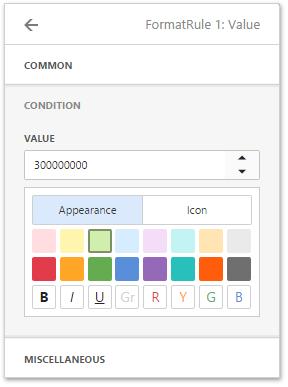 FormatRule 1: Value
COMMON
CONDITION
VALUE
300000000
Appearance Icon
B I U Gr R Y G B
MISCELLANEOUS